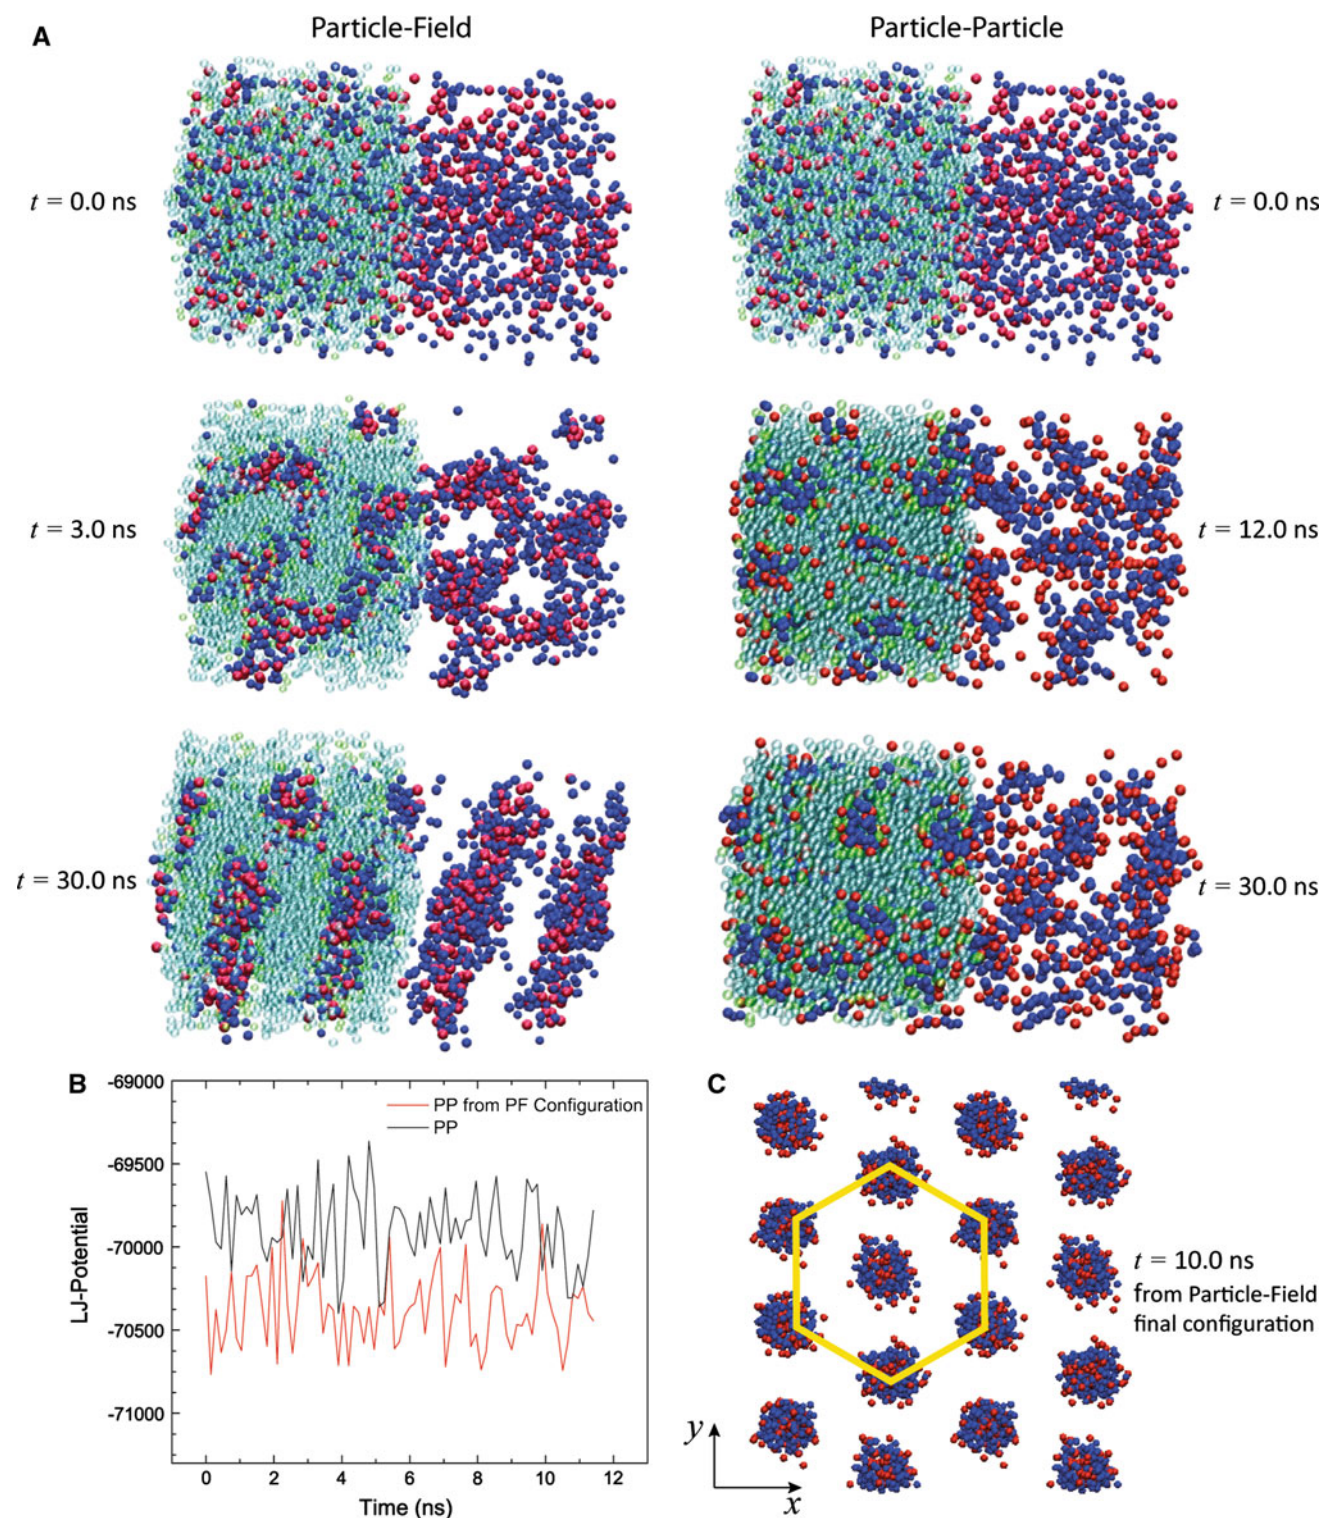 A
Particle-Field
Particle-Particle
t = 0.0 ns
t = 0.0 ns
t = 3.0 ns
t = 12.0 ns
t = 30.0 ns
t = 30.0 ns
B
-69000
-69500
-70000
-70500
-71000
LJ-Potential
PP from PF Configuration
PP
0
2
4
6
8
10
12
Time (ns)
C
t = 10.0 ns
from Particle-Field
final configuration
y
x